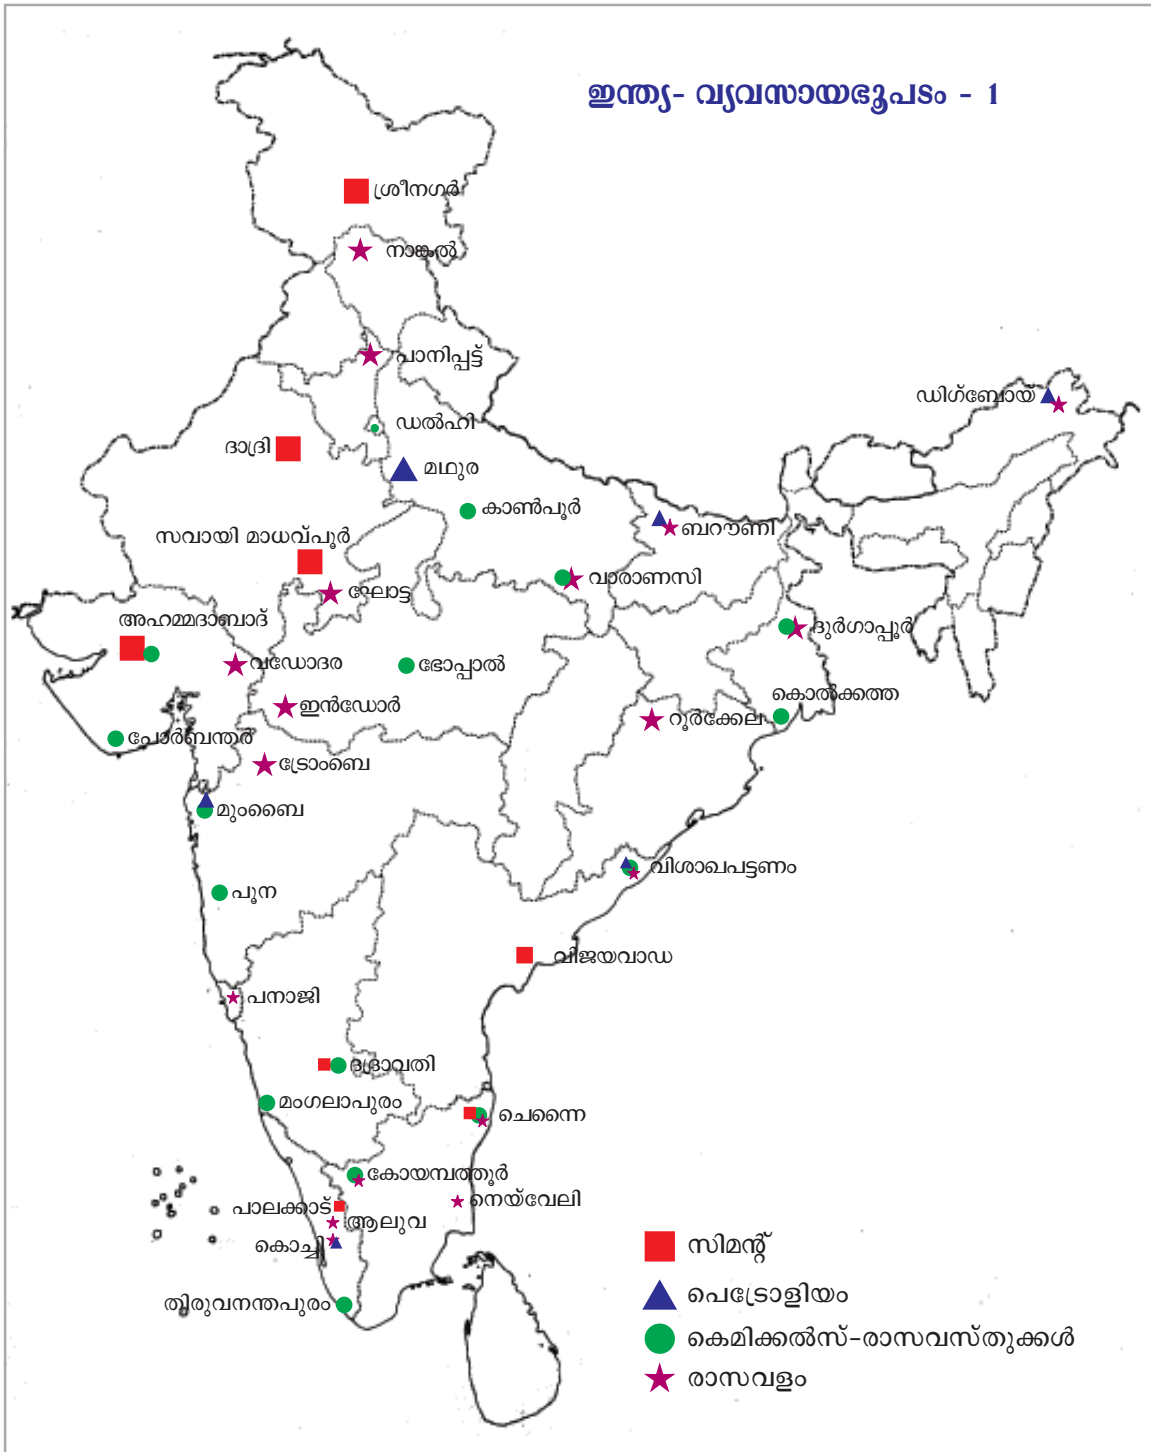 ഇന്ത്യ- വ്യവസായഭൂപടം - 1
ശ്രീനഗർ
നാങ്കൽ
പാനിപ്പട്ട്
ഡിഗ്ബോയ്
ഡൽഹി
ദാദ്രി
മഥുര
കാൺപൂർ
ബറൗണി
സവായി മാധവ്പൂർ
വാരാണസി
ഘോട്ട
അഹമ്മദാബാദ്
ദുർഗാപ്പൂർ
വഡോദര
ഭോപ്പാൽ
കൊൽക്കത്ത
ഇൻഡോർ
റൂർക്കേല
പോർബന്തർ
ട്രോംബെ
മുംബൈ
വിശാഖപട്ടണം
പൂന
വിജയവാഡ
പനാജി
ഭദ്രാവതി
മംഗലാപുരം
ചെന്നൈ
കോയമ്പത്തൂർ
നെയ്‌വേലി
പാലക്കാട്
ആലുവ
കൊച്ചി
തിരുവനന്തപുരം
സിമന്റ്
പെട്രോളിയം
കെമിക്കൽസ്-രാസവസ്തുക്കൾ
രാസവളം